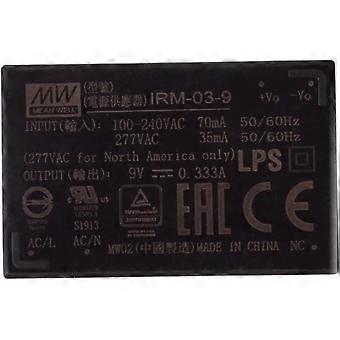 MW
MEAN WELL
(型號)
(電源供應器) IRM-03-9
+Vo -Vo
INPUT(輸入): 100-240VAC 70mA 50/60Hz
277VAC 35mA 50/60Hz
(277VAC for North America only)
LPS
OUTPUT(輸出): 9V 0.333A
EAC CE
S1913
AC/L AC/N
MW02(中國製造)MADE IN CHINA NC